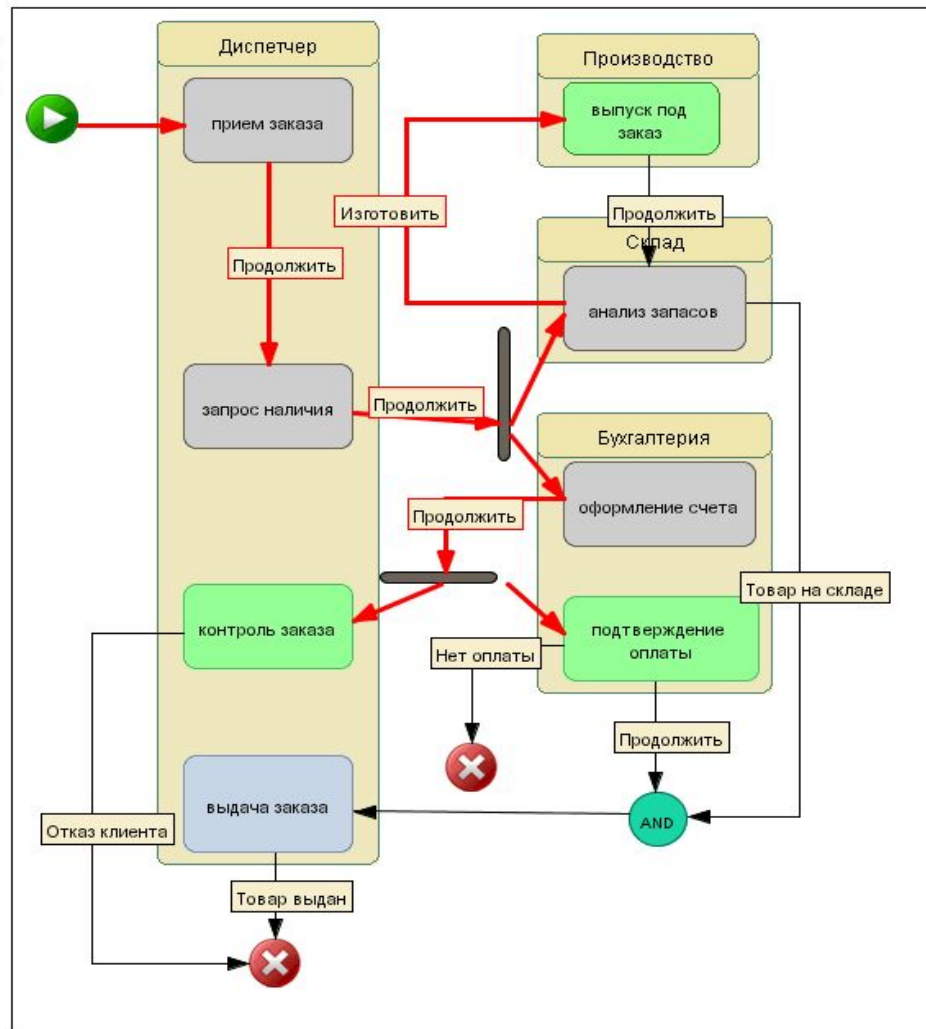 Диспетчер
Производство
прием заказа
выпуск под
заказ
Изготовить
Продолжить
Склад
Продолжить
анализ запасов
запрос наличия
Продолжить
Бухгалтерия
оформление счета
Продолжить
Товар на складе
контроль заказа
подтверждение
оплаты
Нет оплаты
Продолжить
выдача заказа
AND
Отказ клиента
Товар выдан